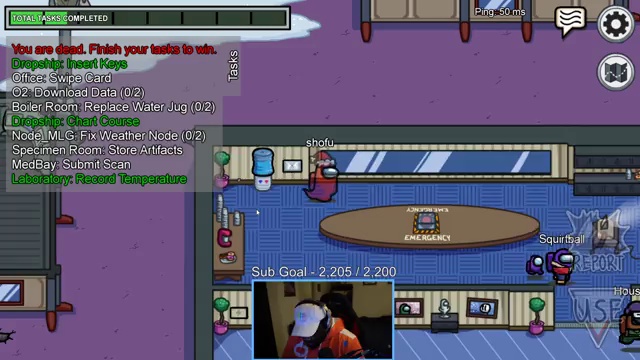 TOTAL TASKS COMPLETED
Ping: 50 ms
You are dead. Finish your tasks to win.
Dropship: Insert Keys
Office: Swipe Card
O2: Download Data (0/2)
Boiler Room: Replace Water Jug (0/2)
Dropship: Chart Course
Node, MLG: Fix Weather Node (0/2)
Specimen Room: Store Artifacts
MedBay: Submit Scan
Laboratory: Record Temperature
Tasks
shofu
EMERGENCY
EMERGENCY
Squirtball
REPORT
Sub Goal - 2,205 / 2,200
Hous
USE